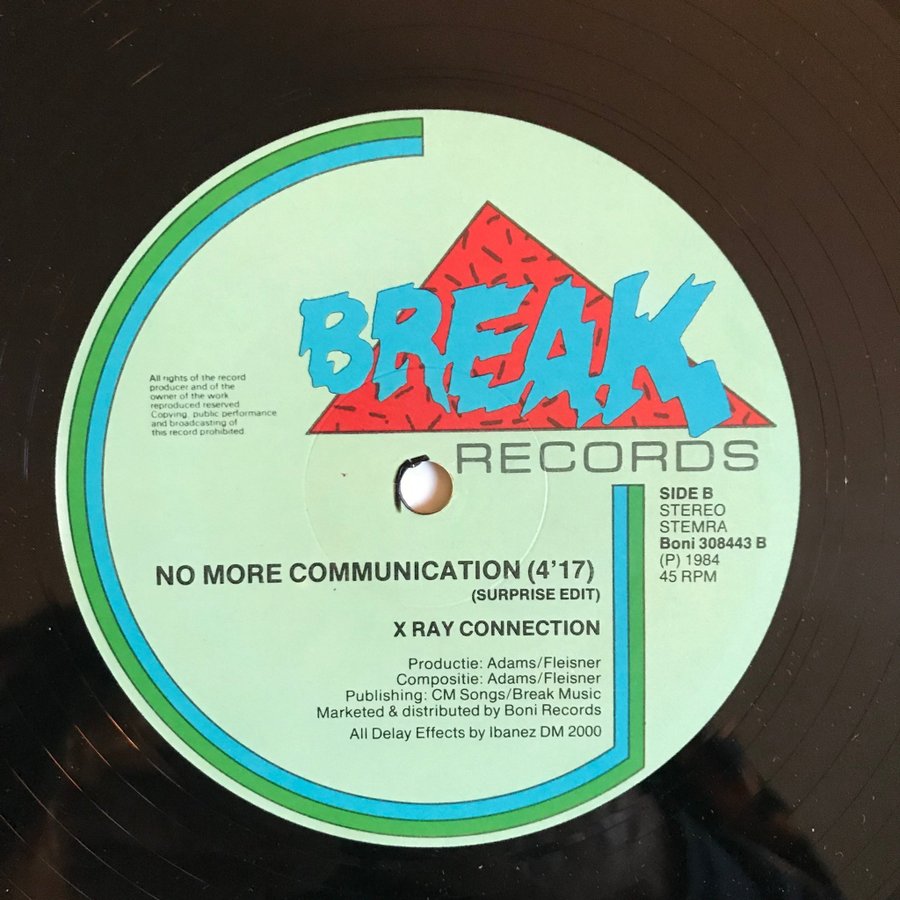 BREAK
RECORDS
All rights of the record
producer and of the
owner of the work
reproduced reserved
Copying, public performance
and broadcasting of
this record prohibited.
SIDE B
STEREO
STEMRA
Boni 308443 B
(P) 1984
45 RPM
NO MORE COMMUNICATION (4'17)
(SURPRISE EDIT)
X RAY CONNECTION
Productie: Adams/Fleisner
Compositie: Adams/Fleisner
Publishing: CM Songs/Break Music
Marketed & distributed by Boni Records
All Delay Effects by Ibanez DM 2000